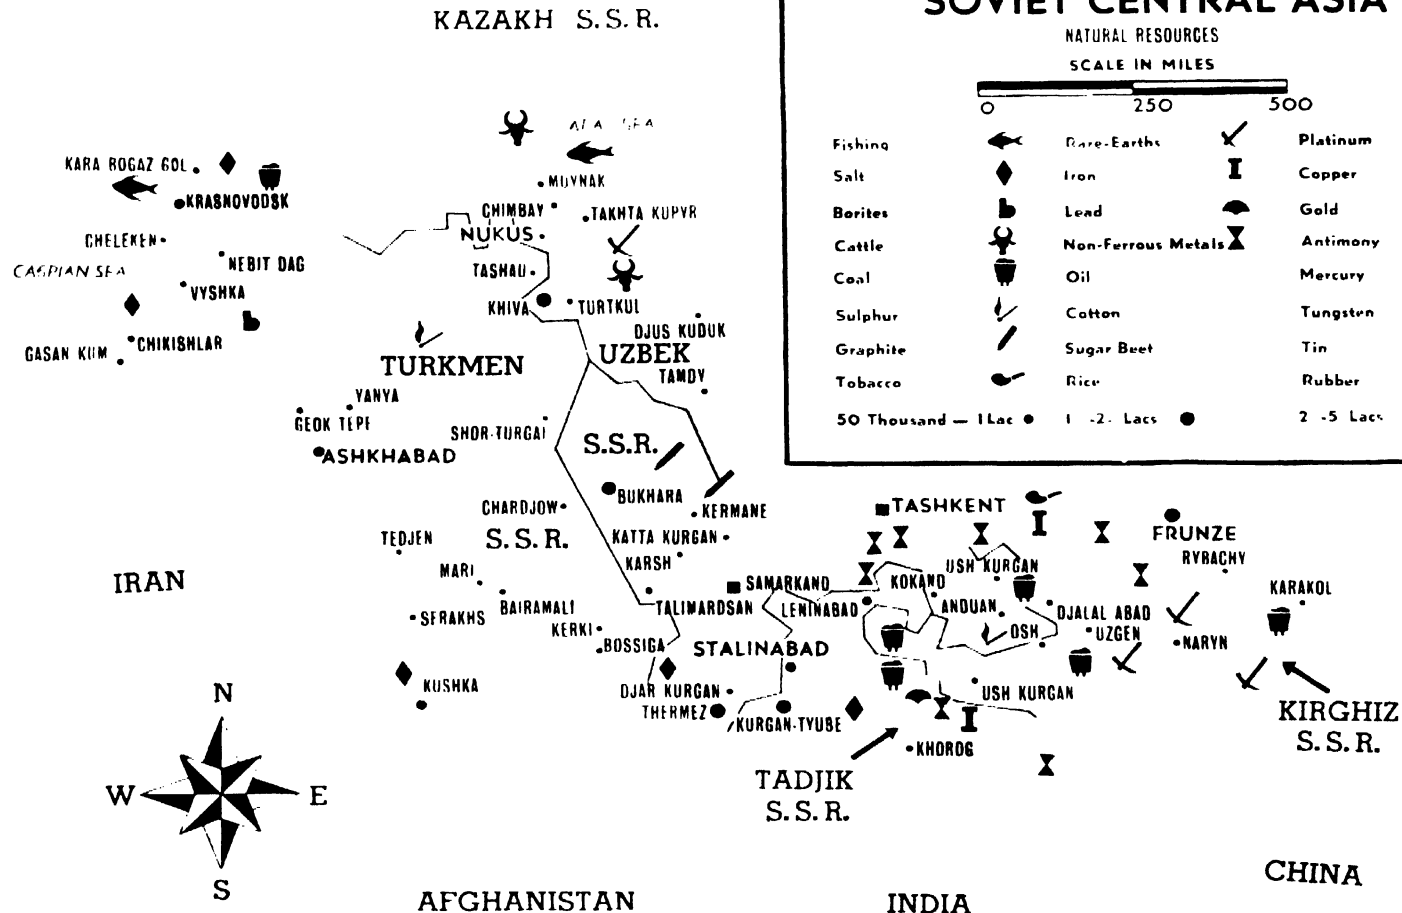 KAZAKH S.S.R.
SOVIET CENTRAL ASIA
NATURAL RESOURCES
SCALE IN MILES
0 250 500
Fishing Rare-Earths Platinum
Salt Iron Copper
Borites Lead Gold
Cattle Non-Ferrous Metals Antimony
Coal Oil Mercury
Sulphur Cotton Tungsten
Graphite Sugar Beet Tin
Tobacco Rice Rubber
50 Thousand — 1 Lac 1 -2- Lacs 2 -5 Lacs
SEA
KARA BOGAZ GOL
KRASNOVODSK
MUYNAK
CHIMBAY
TAKHTA KUPYR
NUKUS
CHELEKEN
NEBIT DAG
CASPIAN SEA
TASHAU
VYSHKA
KHIVA
TURTKUL
DJUS KUDUK
CHIKISHLAR
GASAN KUM
TURKMEN
UZBEK
TAMDY
YANYA
GEOK TEPE
SHOR-TURGAI
S.S.R.
ASHKHABAD
BUKHARA
KERMANE
CHARDJOW
TASHKENT
TEDJEN
S.S.R.
KATTA KURGAN
FRUNZE
KARSH
RYBACHY
IRAN
MARI
SAMARKAND
KOKAND
USH KURGAN
KARAKOL
BAIRAMALI
TALIMARDSAN
LENINABAD
ANDUAN
DJALAL ABAD
SERAKHS
KERKI
OSH
UZGEN
BOSSIGA
STALINABAD
NARYN
KUSHKA
DJAR KURGAN
USH KURGAN
THERMEZ
KURGAN-TYUBE
KIRGHIZ
S.S.R.
KHOROG
TADJIK
S.S.R.
N
W E
S
AFGHANISTAN
INDIA
CHINA